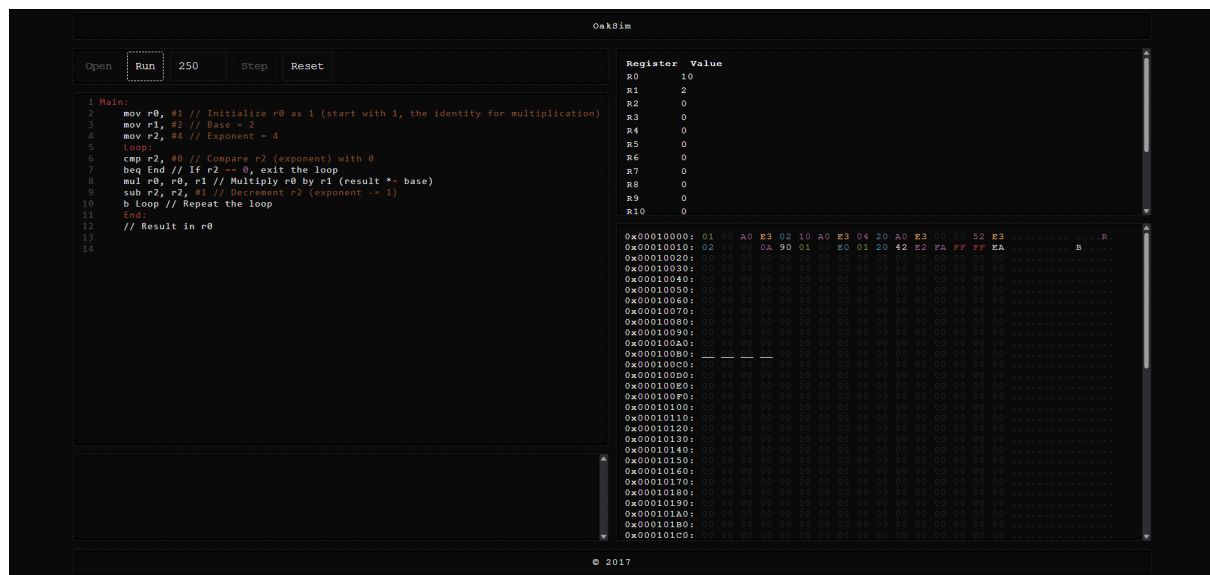 OakSim
Open Run 250 Step Reset
1 Main:
2 mov r0, #1 // Initialize r0 as 1 (start with 1, the identity for multiplication)
3 mov r1, #2 // Base = 2
4 mov r2, #4 // Exponent = 4
5 Loop:
6 cmp r2, #0 // Compare r2 (exponent) with 0
7 beq End // If r2 == 0, exit the loop
8 mul r0, r0, r1 // Multiply r0 by r1 (result *= base)
9 sub r2, r2, #1 // Decrement r2 (exponent -= 1)
10 b Loop // Repeat the loop
11 End:
12 // Result in r0
13
14
Register Value
R0 10
R1 2
R2 0
R3 0
R4 0
R5 0
R6 0
R7 0
R8 0
R9 0
R10 0
0x00010000: 01 00 A0 E3 02 10 A0 E3 04 20 A0 E3 00 00 52 E3 ..............R.
0x00010010: 02 00 00 0A 90 01 00 E0 01 20 42 E2 FA FF FF EA ..........B.....
0x00010020: 00 00 00 00 00 00 00 00 00 00 00 00 00 00 00 00 ................
0x00010030: 00 00 00 00 00 00 00 00 00 00 00 00 00 00 00 00 ................
0x00010040: 00 00 00 00 00 00 00 00 00 00 00 00 00 00 00 00 ................
0x00010050: 00 00 00 00 00 00 00 00 00 00 00 00 00 00 00 00 ................
0x00010060: 00 00 00 00 00 00 00 00 00 00 00 00 00 00 00 00 ................
0x00010070: 00 00 00 00 00 00 00 00 00 00 00 00 00 00 00 00 ................
0x00010080: 00 00 00 00 00 00 00 00 00 00 00 00 00 00 00 00 ................
0x00010090: 00 00 00 00 00 00 00 00 00 00 00 00 00 00 00 00 ................
0x000100A0: 00 00 00 00 00 00 00 00 00 00 00 00 00 00 00 00 ................
0x000100B0: 00 00 00 00 00 00 00 00 00 00 00 00 00 00 00 00 ................
0x000100C0: 00 00 00 00 00 00 00 00 00 00 00 00 00 00 00 00 ................
0x000100D0: 00 00 00 00 00 00 00 00 00 00 00 00 00 00 00 00 ................
0x000100E0: 00 00 00 00 00 00 00 00 00 00 00 00 00 00 00 00 ................
0x000100F0: 00 00 00 00 00 00 00 00 00 00 00 00 00 00 00 00 ................
0x00010100: 00 00 00 00 00 00 00 00 00 00 00 00 00 00 00 00 ................
0x00010110: 00 00 00 00 00 00 00 00 00 00 00 00 00 00 00 00 ................
0x00010120: 00 00 00 00 00 00 00 00 00 00 00 00 00 00 00 00 ................
0x00010130: 00 00 00 00 00 00 00 00 00 00 00 00 00 00 00 00 ................
0x00010140: 00 00 00 00 00 00 00 00 00 00 00 00 00 00 00 00 ................
0x00010150: 00 00 00 00 00 00 00 00 00 00 00 00 00 00 00 00 ................
0x00010160: 00 00 00 00 00 00 00 00 00 00 00 00 00 00 00 00 ................
0x00010170: 00 00 00 00 00 00 00 00 00 00 00 00 00 00 00 00 ................
0x00010180: 00 00 00 00 00 00 00 00 00 00 00 00 00 00 00 00 ................
0x00010190: 00 00 00 00 00 00 00 00 00 00 00 00 00 00 00 00 ................
0x000101A0: 00 00 00 00 00 00 00 00 00 00 00 00 00 00 00 00 ................
0x000101B0: 00 00 00 00 00 00 00 00 00 00 00 00 00 00 00 00 ................
0x000101C0: 00 00 00 00 00 00 00 00 00 00 00 00 00 00 00 00 ................
© 2017